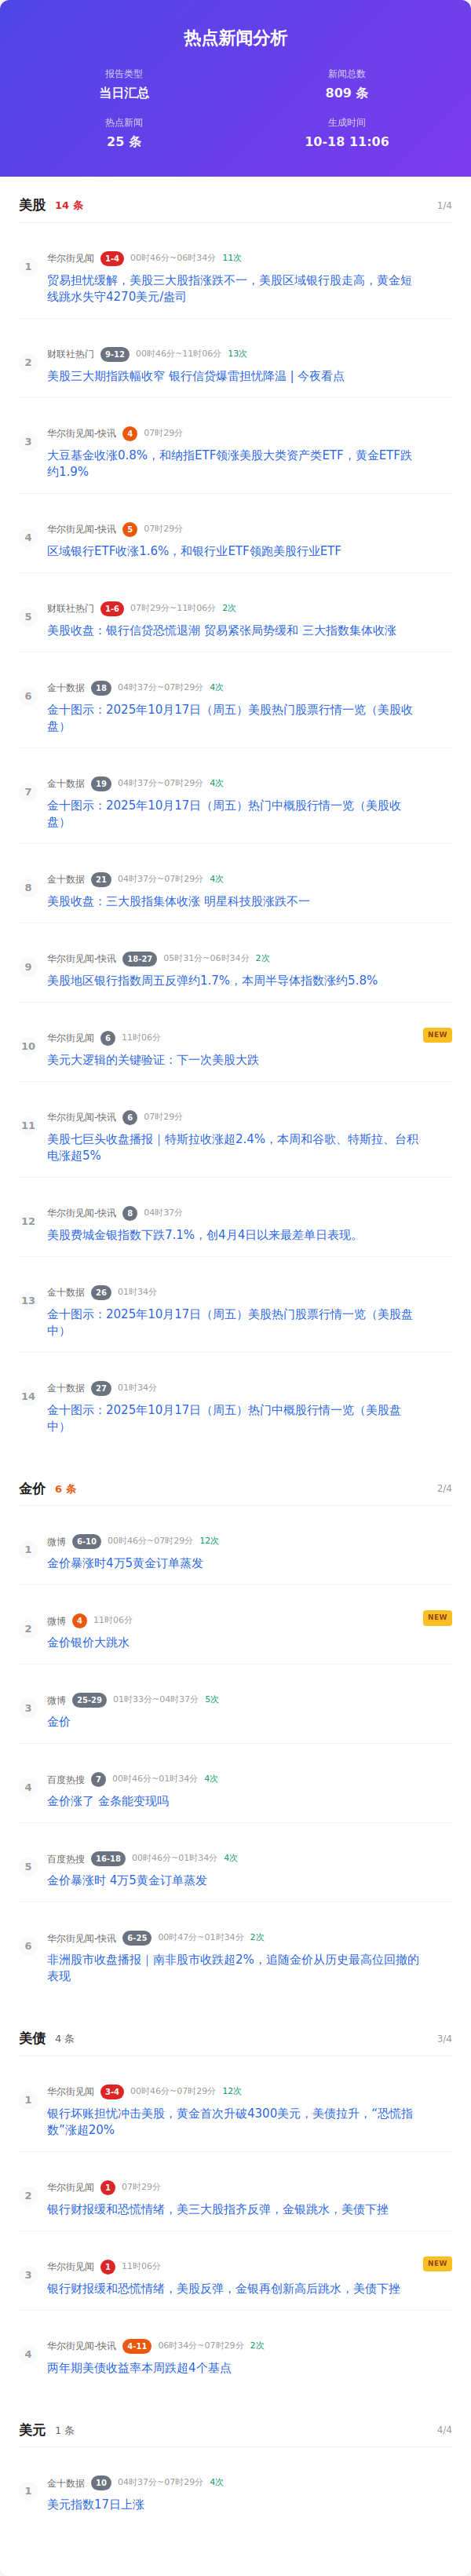 热点新闻分析
报告类型
新闻总数
当日汇总
809 条
热点新闻
生成时间
25 条
10-18 11:06
美股 14 条
1/4
1
华尔街见闻 1-4 00时46分~06时34分 11次
贸易担忧缓解，美股三大股指涨跌不一，美股区域银行股走高，黄金短
线跳水失守4270美元/盎司
2
财联社热门 9-12 00时46分~11时06分 13次
美股三大期指跌幅收窄 银行信贷爆雷担忧降温 | 今夜看点
3
华尔街见闻-快讯 4 07时29分
大豆基金收涨0.8%，和纳指ETF领涨美股大类资产类ETF，黄金ETF跌
约1.9%
4
华尔街见闻-快讯 5 07时29分
区域银行ETF收涨1.6%，和银行业ETF领跑美股行业ETF
5
财联社热门 1-6 07时29分~11时06分 2次
美股收盘：银行信贷恐慌退潮 贸易紧张局势缓和 三大指数集体收涨
6
金十数据 18 04时37分~07时29分 4次
金十图示：2025年10月17日（周五）美股热门股票行情一览（美股收
盘）
7
金十数据 19 04时37分~07时29分 4次
金十图示：2025年10月17日（周五）热门中概股行情一览（美股收
盘）
8
金十数据 21 04时37分~07时29分 4次
美股收盘：三大股指集体收涨 明星科技股涨跌不一
9
华尔街见闻-快讯 18-27 05时31分~06时34分 2次
美股地区银行指数周五反弹约1.7%，本周半导体指数涨约5.8%
10
华尔街见闻 6 11时06分
NEW
美元大逻辑的关键验证：下一次美股大跌
11
华尔街见闻-快讯 6 07时29分
美股七巨头收盘播报｜特斯拉收涨超2.4%，本周和谷歌、特斯拉、台积
电涨超5%
12
华尔街见闻-快讯 8 04时37分
美股费城金银指数下跌7.1%，创4月4日以来最差单日表现。
13
金十数据 26 01时34分
金十图示：2025年10月17日（周五）美股热门股票行情一览（美股盘
中）
14
金十数据 27 01时34分
金十图示：2025年10月17日（周五）热门中概股行情一览（美股盘
中）
金价 6 条
2/4
1
微博 6-10 00时46分~07时29分 12次
金价暴涨时4万5黄金订单蒸发
2
微博 4 11时06分
NEW
金价银价大跳水
3
微博 25-29 01时33分~04时37分 5次
金价
4
百度热搜 7 00时46分~01时34分 4次
金价涨了 金条能变现吗
5
百度热搜 16-18 00时46分~01时34分 4次
金价暴涨时 4万5黄金订单蒸发
6
华尔街见闻-快讯 6-25 00时47分~01时34分 2次
非洲股市收盘播报｜南非股市收跌超2%，追随金价从历史最高位回撤的
表现
美债 4 条
3/4
1
华尔街见闻 3-4 00时46分~07时29分 12次
银行坏账担忧冲击美股，黄金首次升破4300美元，美债拉升，“恐慌指
数”涨超20%
2
华尔街见闻 1 07时29分
银行财报缓和恐慌情绪，美三大股指齐反弹，金银跳水，美债下挫
3
华尔街见闻 1 11时06分
NEW
银行财报缓和恐慌情绪，美股反弹，金银再创新高后跳水，美债下挫
4
华尔街见闻-快讯 4-11 06时34分~07时29分 2次
两年期美债收益率本周跌超4个基点
美元 1 条
4/4
1
金十数据 10 04时37分~07时29分 4次
美元指数17日上涨